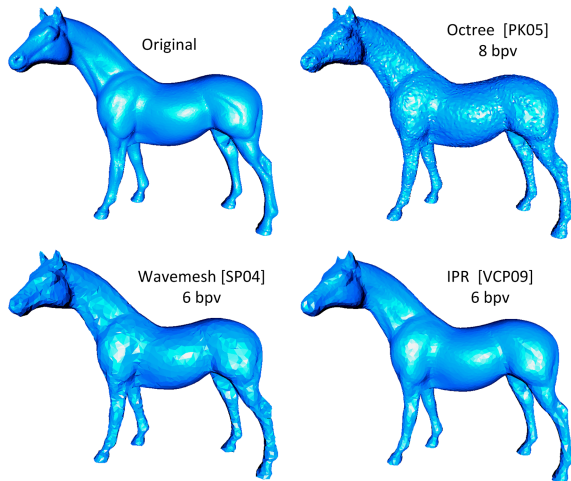 Original
Octree [PK05]
8 bpv
Wavemesh [SP04]
6 bpv
IPR [VCP09]
6 bpv